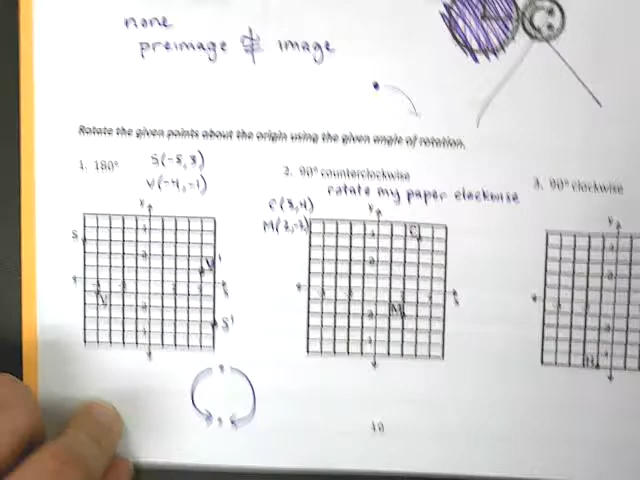 none
preimage & image
Rotate the given points about the origin using the given angle of rotation.
1. 180°
S(-5,3)
V(-4,-1)
2. 90° counterclockwise
rotate my paper clockwise
C(3,4)
M(2,-2)
3. 90° clockwise
y
S
V'
V
S'
y
C
M
y
10